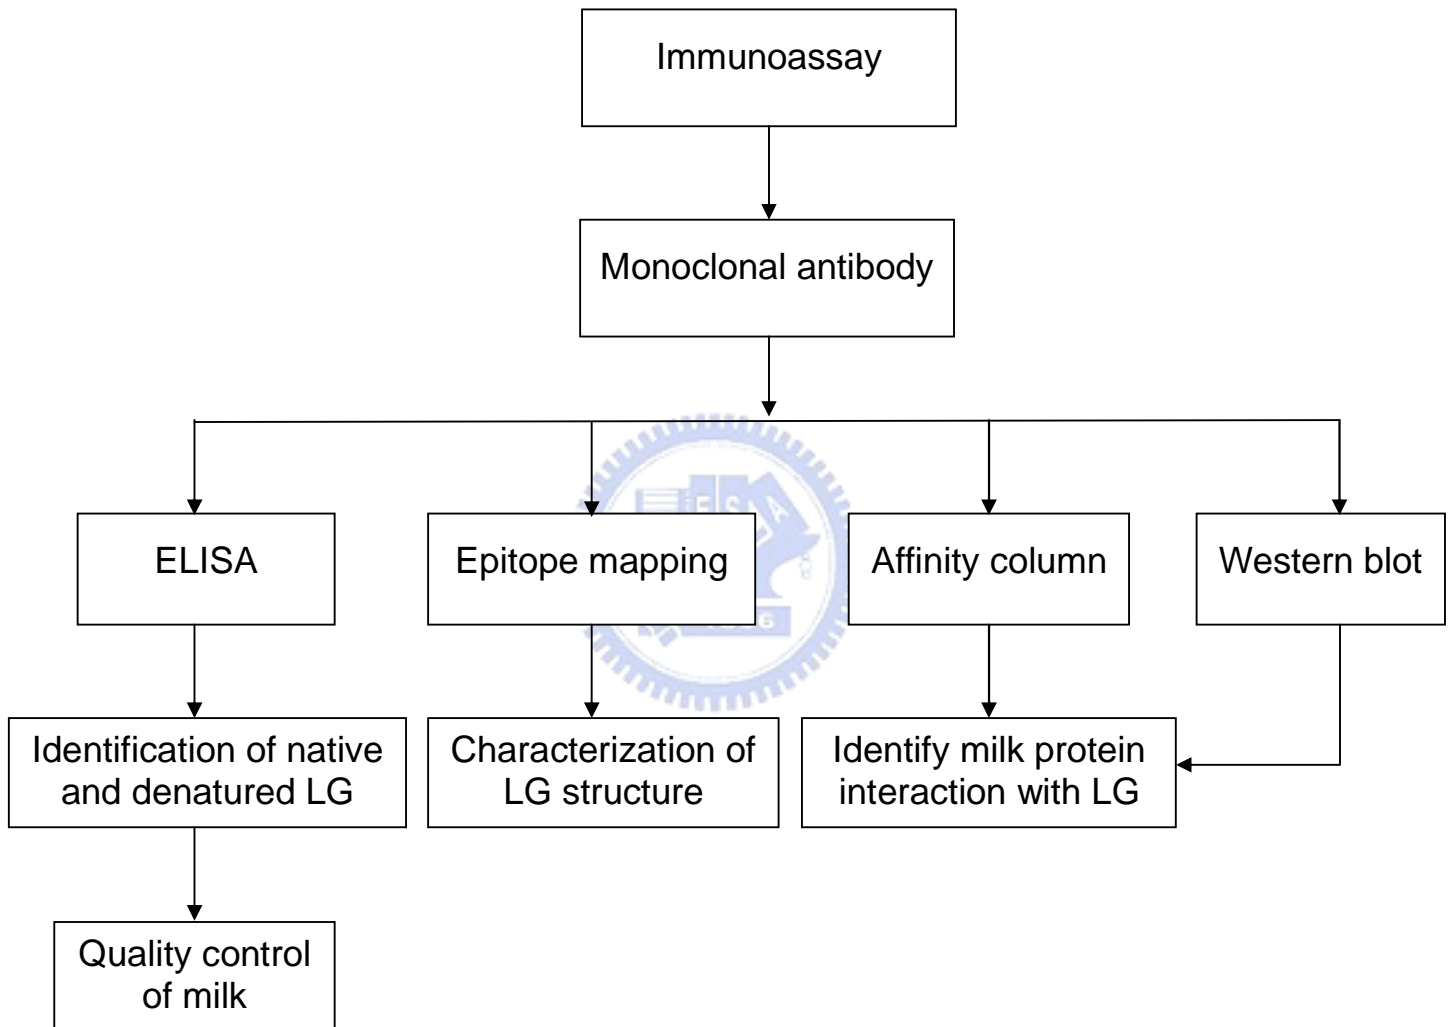 Immunoassay
Monoclonal antibody
ELISA
Epitope mapping
Affinity column
Western blot
Identification of native
and denatured LG
Characterization of
LG structure
Identify milk protein
interaction with LG
Quality control
of milk